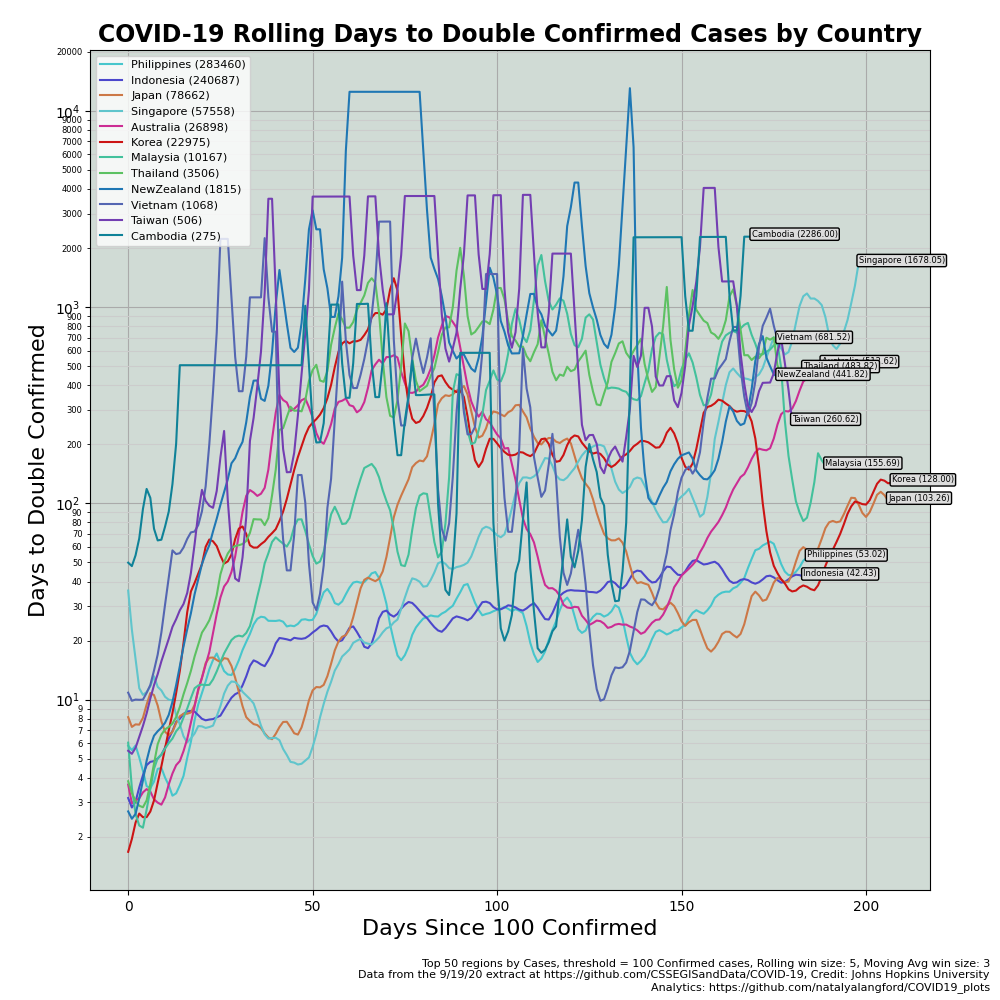 COVID-19 Rolling Days to Double Confirmed Cases by Country
Philippines (283460)
Indonesia (240687)
Japan (78662)
Singapore (57558)
Australia (26898)
Korea (22975)
Malaysia (10167)
Thailand (3506)
NewZealand (1815)
Vietnam (1068)
Taiwan (506)
Cambodia (275)
Days to Double Confirmed
20000
10^4
9000
8000
7000
6000
5000
4000
3000
2000
10^3
900
800
700
600
500
400
300
200
10^2
90
80
70
60
50
40
30
20
10^1
9
8
7
6
5
4
3
2
Cambodia (2286.00)
Singapore (1678.05)
Vietnam (681.52)
Thailand (483.82)
NewZealand (441.82)
Taiwan (260.62)
Malaysia (155.69)
Korea (128.00)
Japan (103.26)
Philippines (53.02)
Indonesia (42.43)
0
50
100
150
200
Days Since 100 Confirmed
Top 50 regions by Cases, threshold = 100 Confirmed cases, Rolling win size: 5, Moving Avg win size: 3
Data from the 9/19/20 extract at https://github.com/CSSEGISandData/COVID-19, Credit: Johns Hopkins University
Analytics: https://github.com/natalyalangford/COVID19_plots